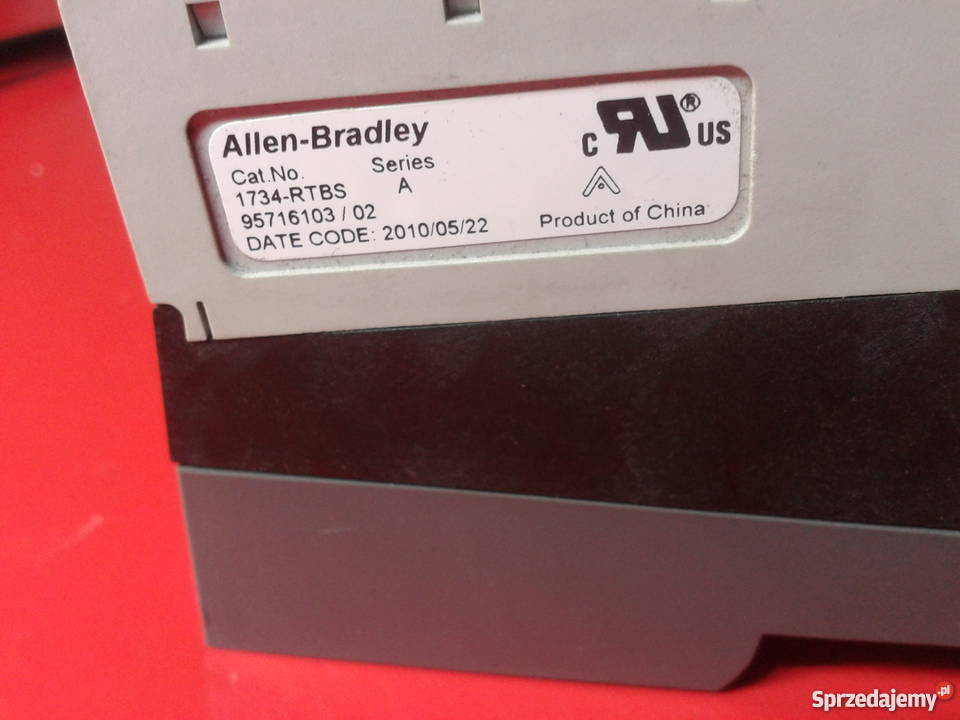 Allen-Bradley
Cat.No. Series
1734-RTBS A
95716103 / 02
DATE CODE: 2010/05/22
c RU® US
Product of China
Sprzedajemy.pl